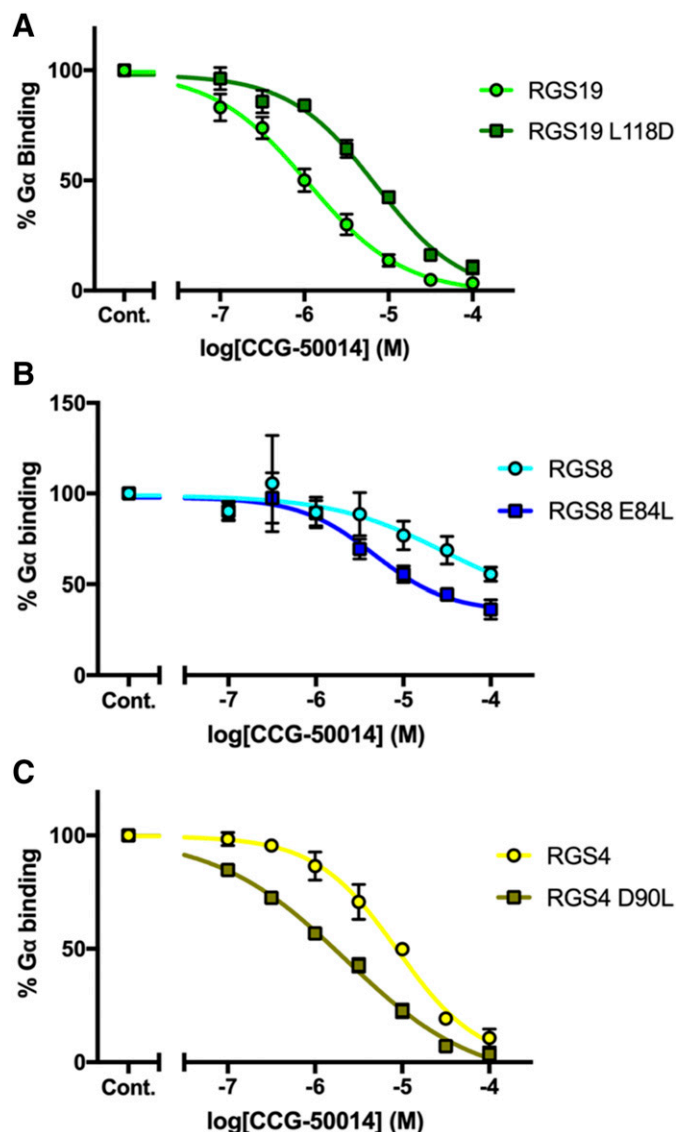 A
% Gα Binding
100
50
0
Cont.
-7
-6
-5
-4
log[CCG-50014] (M)
RGS19
RGS19 L118D
B
% Gα binding
150
100
50
0
Cont.
-7
-6
-5
-4
log[CCG-50014] (M)
RGS8
RGS8 E84L
C
% Gα binding
100
50
0
Cont.
-7
-6
-5
-4
log[CCG-50014] (M)
RGS4
RGS4 D90L